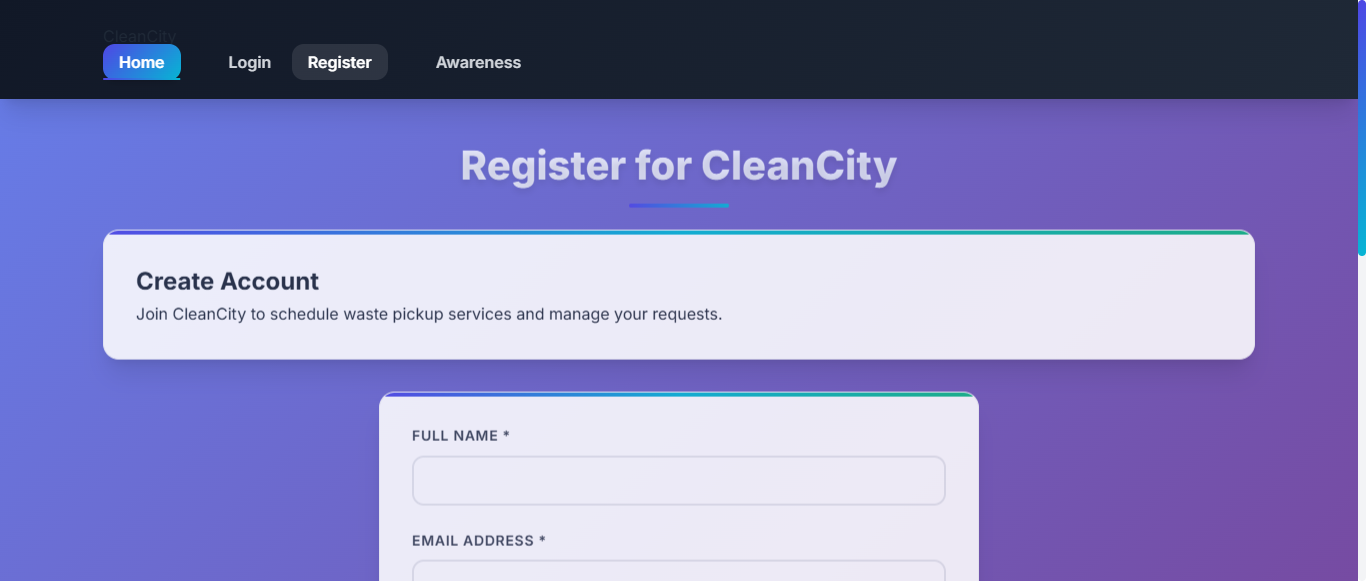 CleanCity
Home Login Register Awareness
Register for CleanCity
Create Account
Join CleanCity to schedule waste pickup services and manage your requests.
FULL NAME *
EMAIL ADDRESS *